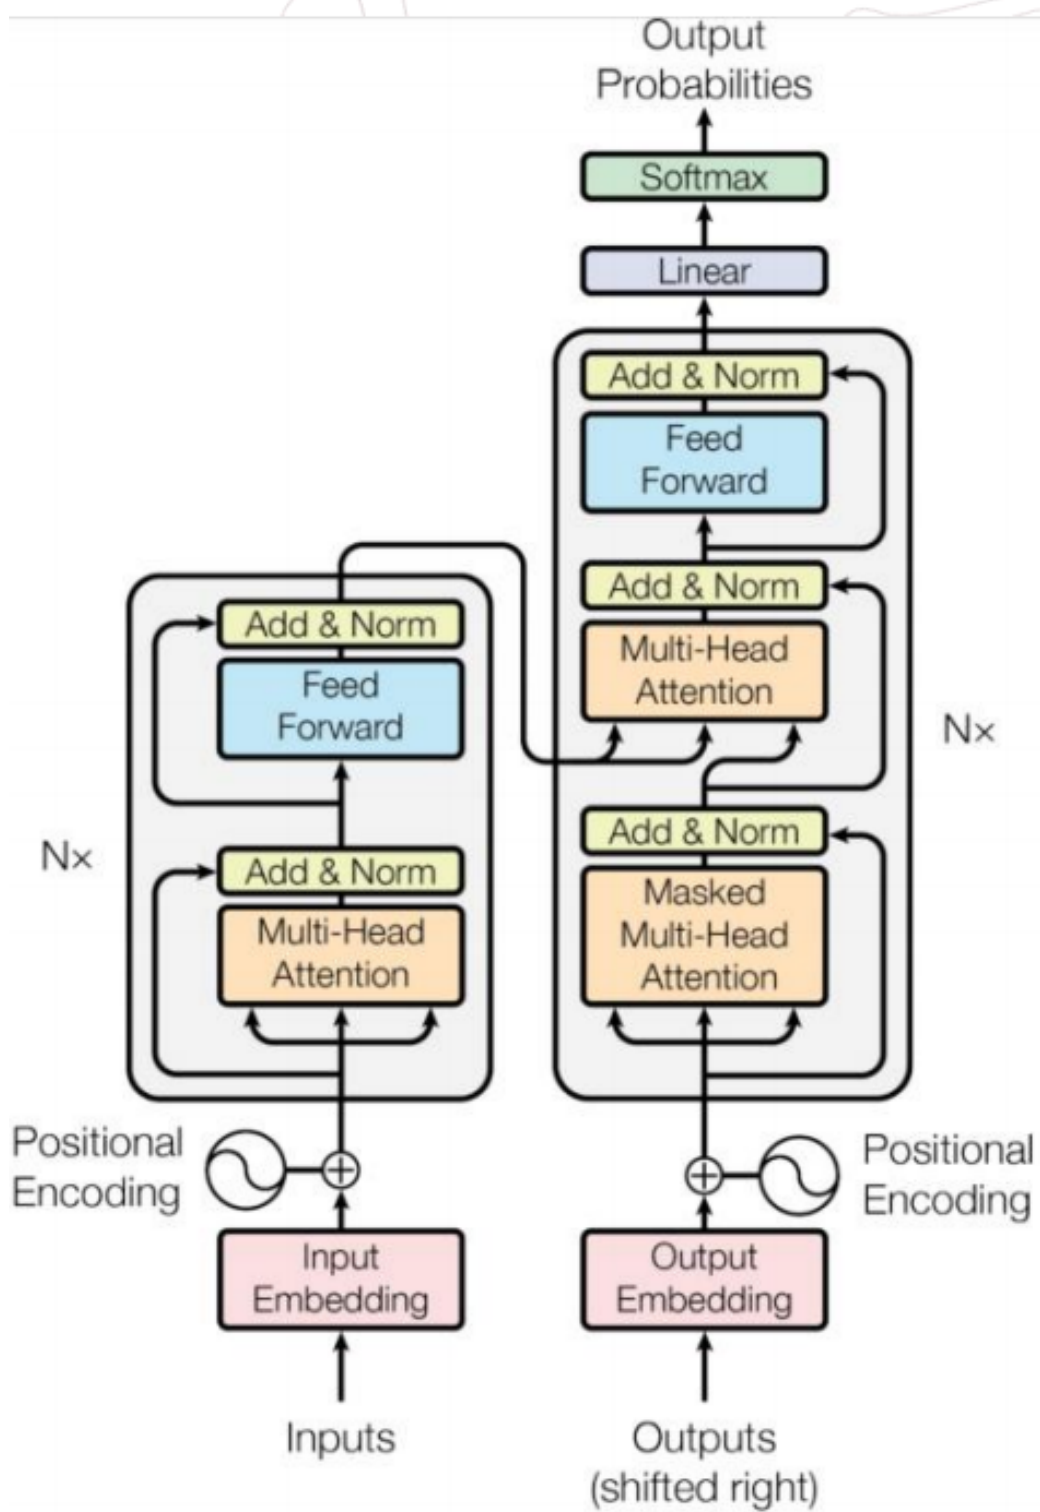 Output
Probabilities
Softmax
Linear
Add & Norm
Feed
Forward
Add & Norm
Multi-Head
Attention
Add & Norm
Masked
Multi-Head
Attention
Nx
Add & Norm
Feed
Forward
Add & Norm
Multi-Head
Attention
Nx
Positional
Encoding
Positional
Encoding
Input
Embedding
Output
Embedding
Inputs
Outputs
(shifted right)